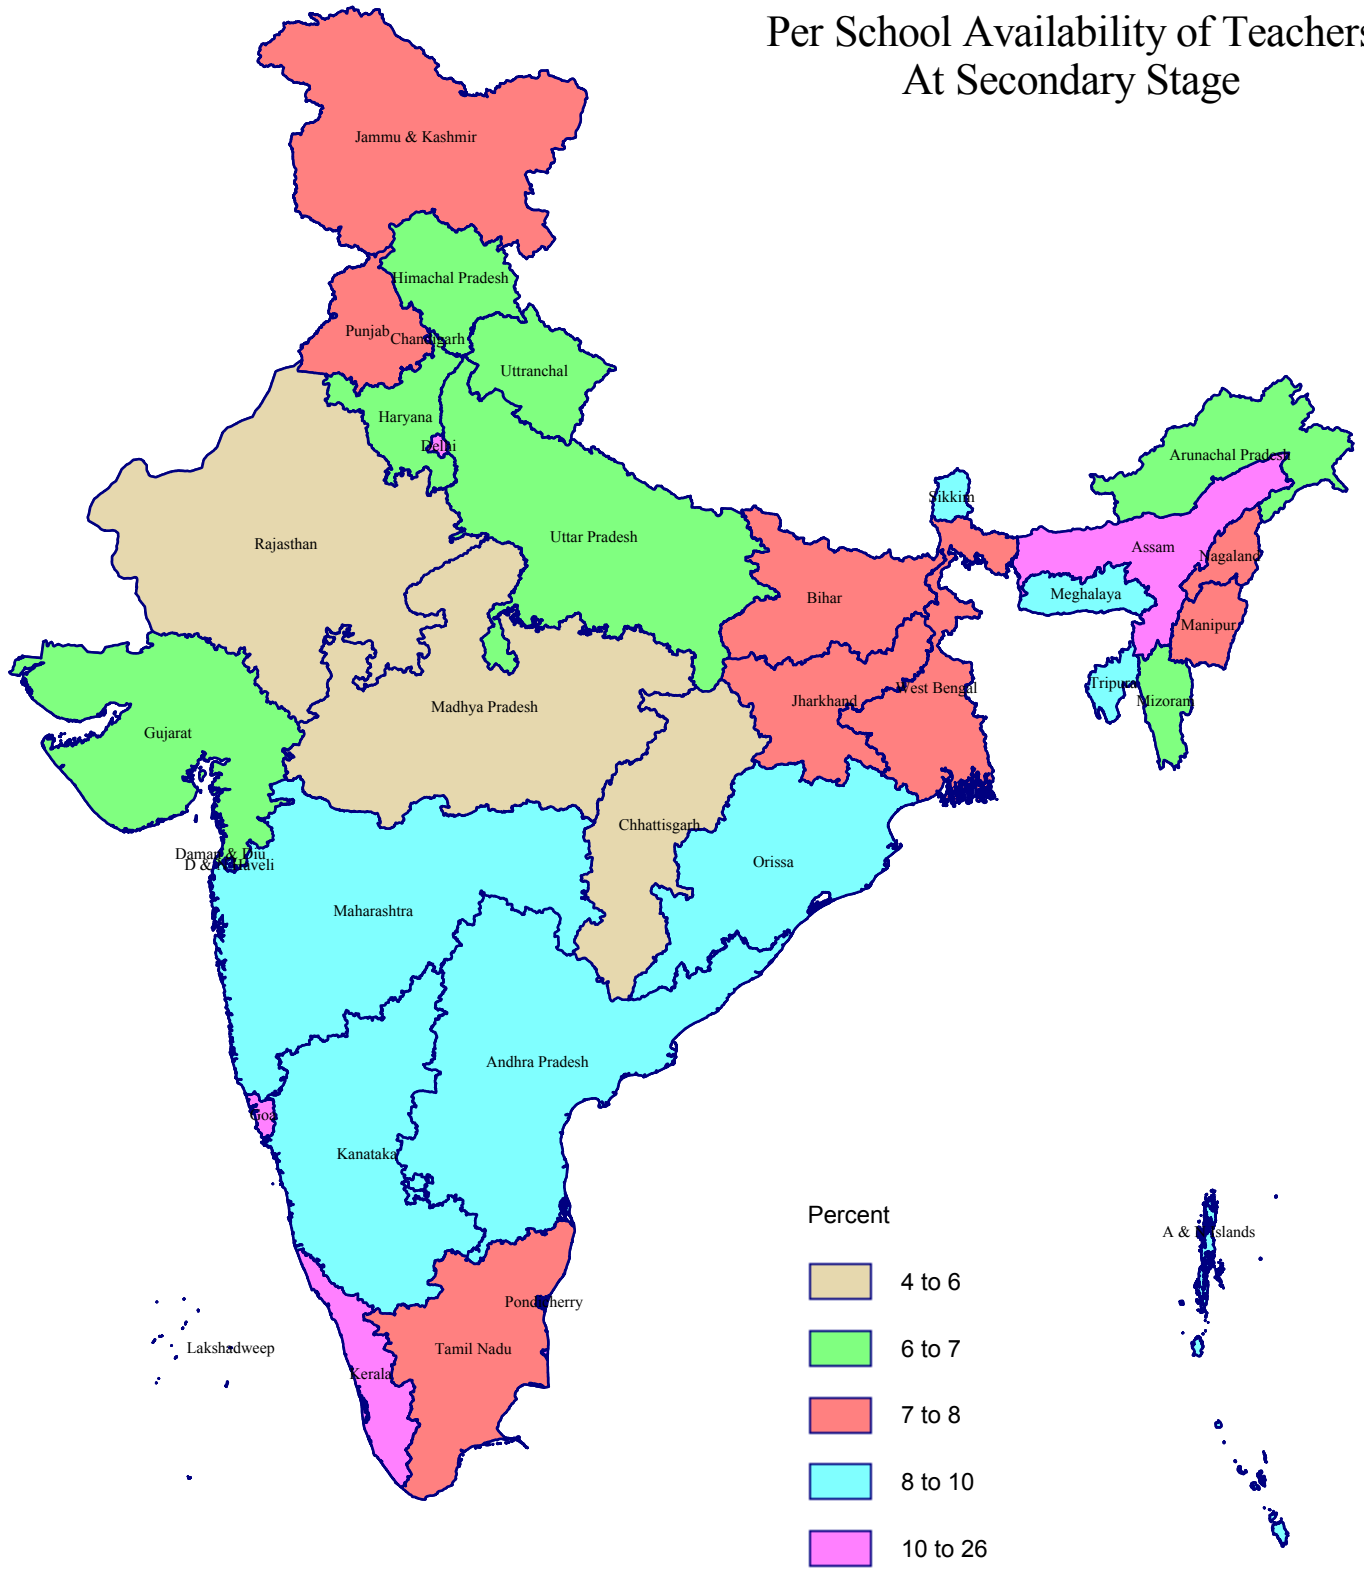 Per School Availability of Teachers
At Secondary Stage
Jammu & Kashmir
Himachal Pradesh
Punjab
Chandigarh
Uttranchal
Haryana
Delhi
Arunachal Pradesh
Sikkim
Rajasthan
Uttar Pradesh
Assam
Nagaland
Bihar
Meghalaya
Manipur
Tripura
West Bengal
Jharkhand
Mizoram
Madhya Pradesh
Gujarat
Chhattisgarh
Daman & Diu
D & Haveli
Orissa
Maharashtra
Andhra Pradesh
Goa
Kanataka
Percent
A & N Islands
4 to 6
Pondicherry
6 to 7
Lakshadweep
Tamil Nadu
Kerala
7 to 8
8 to 10
10 to 26